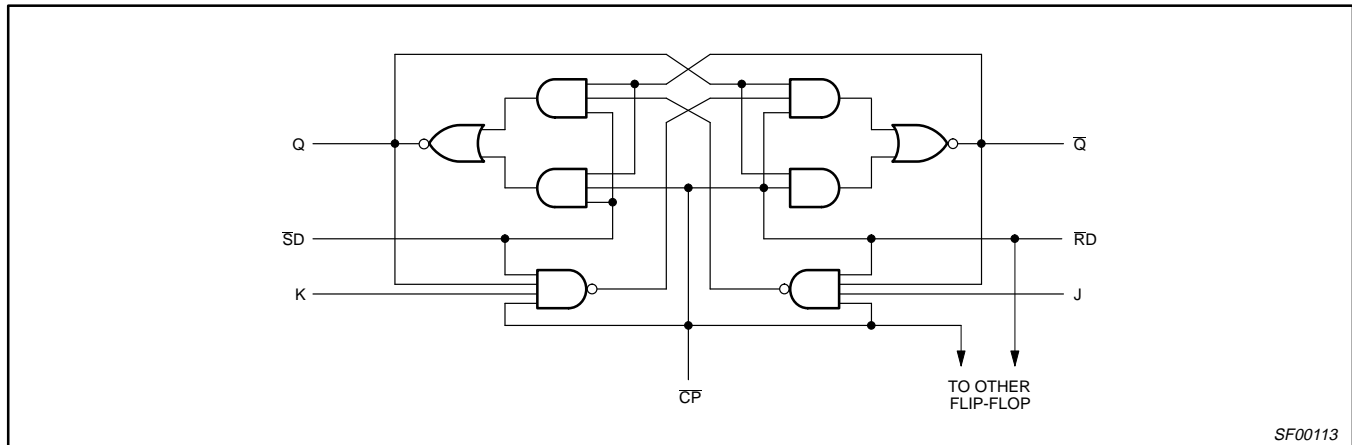 Q
Q̅
S̅D
R̅D
K
J
C̅P̅
TO OTHER
FLIP-FLOP
SF00113